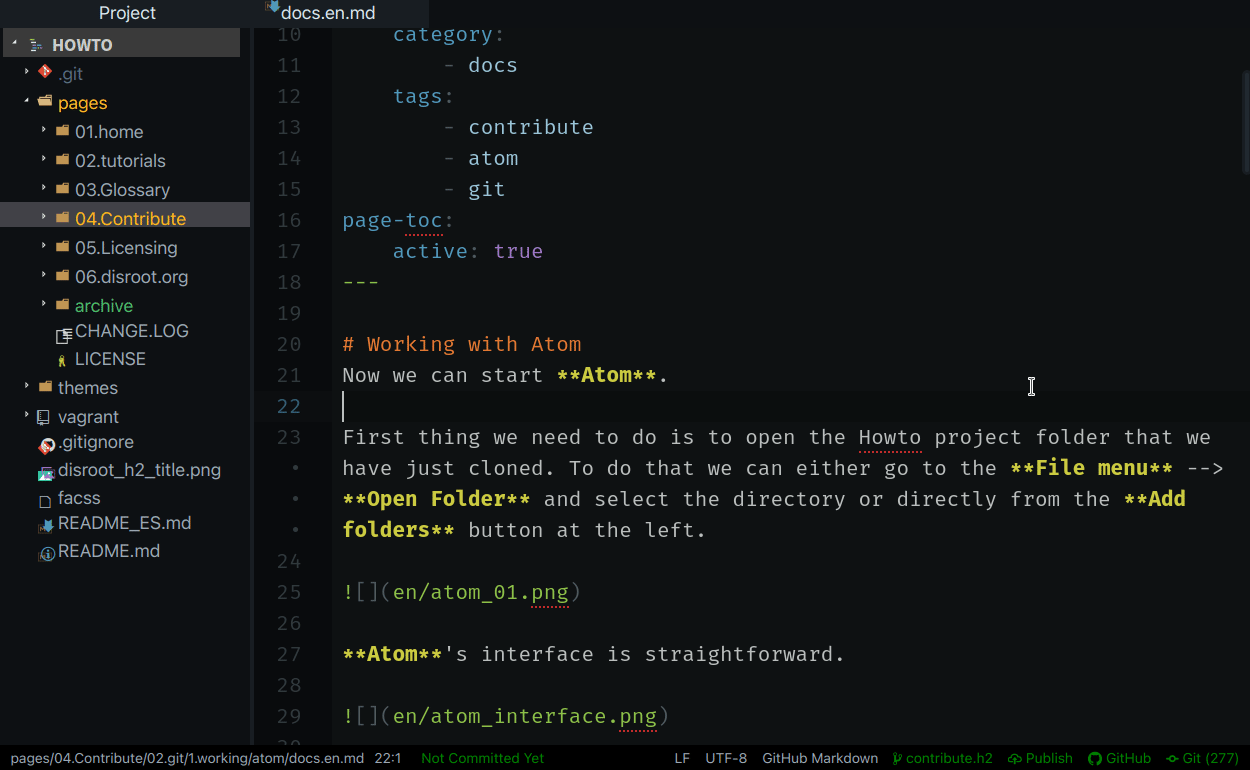 Project
docs.en.md
HOWTO
.git
pages
01.home
02.tutorials
03.Glossary
04.Contribute
05.Licensing
06.disroot.org
archive
CHANGE.LOG
LICENSE
themes
vagrant
.gitignore
disroot_h2_title.png
facss
README_ES.md
README.md
10 category:
11 - docs
12 tags:
13 - contribute
14 - atom
15 - git
16 page-toc:
17 active: true
18 ---
19
20 # Working with Atom
21 Now we can start **Atom**.
22
23 First thing we need to do is to open the Howto project folder that we
• have just cloned. To do that we can either go to the **File menu** -->
• **Open Folder** and select the directory or directly from the **Add
• folders** button at the left.
24
25 ![](en/atom_01.png)
26
27 **Atom**'s interface is straightforward.
28
29 ![](en/atom_interface.png)
pages/04.Contribute/02.git/1.working/atom/docs.en.md 22:1 Not Committed Yet LF UTF-8 GitHub Markdown contribute.h2 Publish GitHub Git (277)